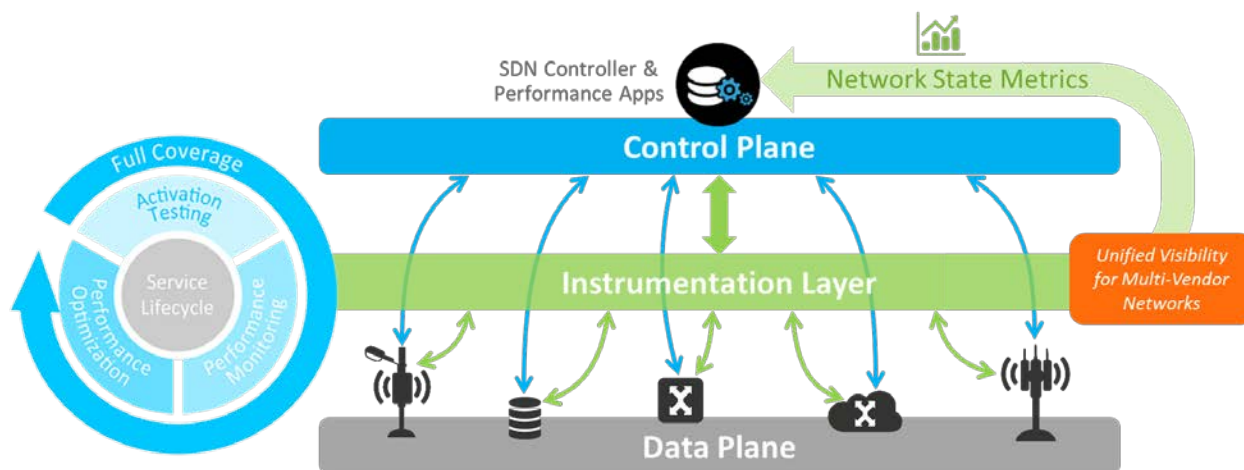 SDN Controller &
Performance Apps
Network State Metrics
Control Plane
Full Coverage
Activation
Testing
Service
Lifecycle
Performance
Optimization
Performance
Monitoring
Instrumentation Layer
Unified Visibility
for Multi-Vendor
Networks
Data Plane